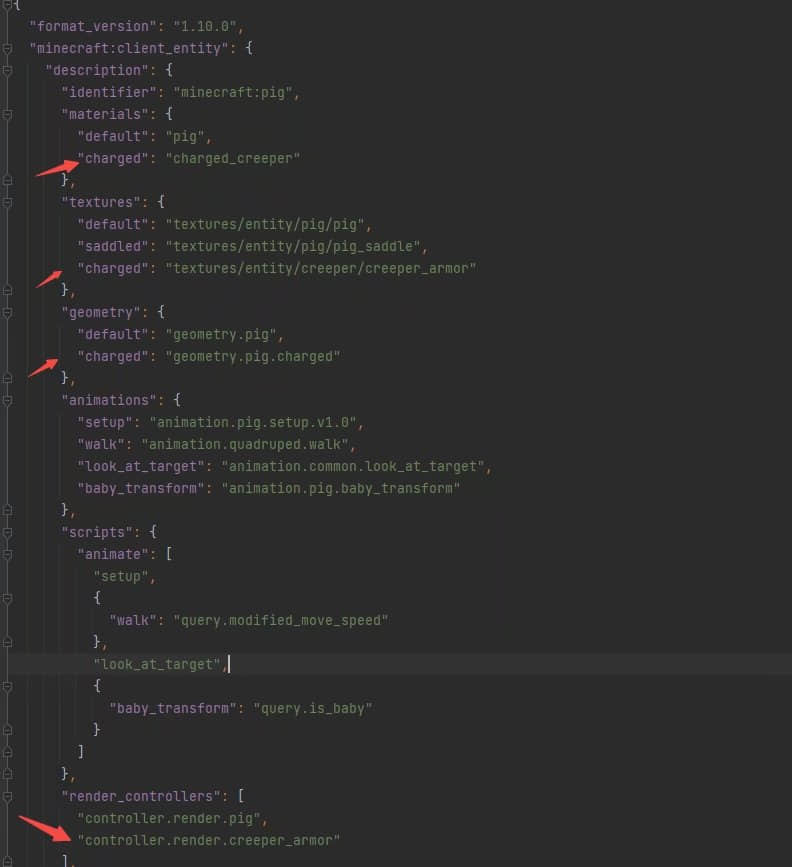 {
"format_version": "1.10.0",
"minecraft:client_entity": {
"description": {
"identifier": "minecraft:pig",
"materials": {
"default": "pig",
"charged": "charged_creeper"
},
"textures": {
"default": "textures/entity/pig/pig",
"saddled": "textures/entity/pig/pig_saddle",
"charged": "textures/entity/creeper/creeper_armor"
},
"geometry": {
"default": "geometry.pig",
"charged": "geometry.pig.charged"
},
"animations": {
"setup": "animation.pig.setup.v1.0",
"walk": "animation.quadruped.walk",
"look_at_target": "animation.common.look_at_target",
"baby_transform": "animation.pig.baby_transform"
},
"scripts": {
"animate": [
"setup",
{
"walk": "query.modified_move_speed"
},
"look_at_target",
{
"baby_transform": "query.is_baby"
}
]
},
"render_controllers": [
"controller.render.pig",
"controller.render.creeper_armor"
],